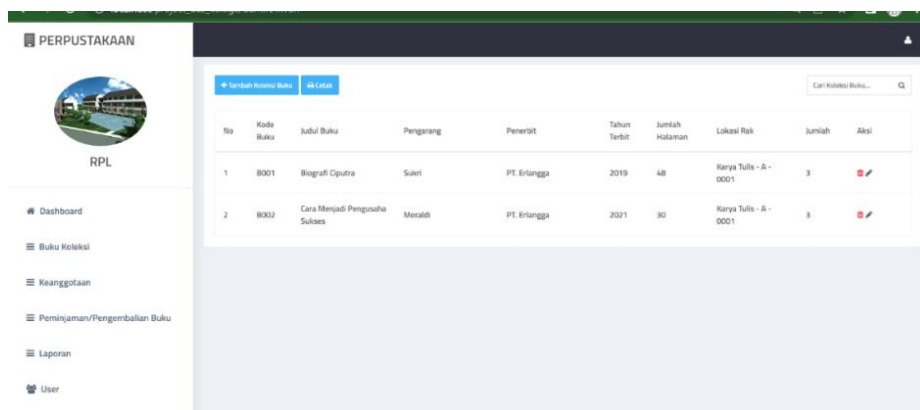 PERPUSTAKAAN
RPL
Dashboard
Buku Koleksi
Keanggotaan
Peminjaman/Pengembalian Buku
Laporan
User
Tambah Koleksi Buku Cetak
Cari Koleksi Buku...
No Kode Buku Judul Buku Pengarang Penerbit Tahun Terbit Jumlah Halaman Lokasi Rak Jumlah Aksi
1 B001 Biografi Ciputra Sukri PT. Erlangga 2019 48 Karya Tulis - A - 0001 3
2 B002 Cara Menjadi Pengusaha Sukses Meraldi PT. Erlangga 2021 30 Karya Tulis - A - 0001 3